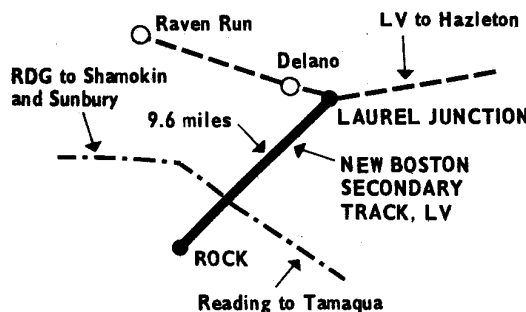 Raven Run
LV to Hazleton
Delano
RDG to Shamokin
and Sunbury
9.6 miles
LAUREL JUNCTION
NEW BOSTON
SECONDARY
TRACK, LV
ROCK
Reading to Tamaqua